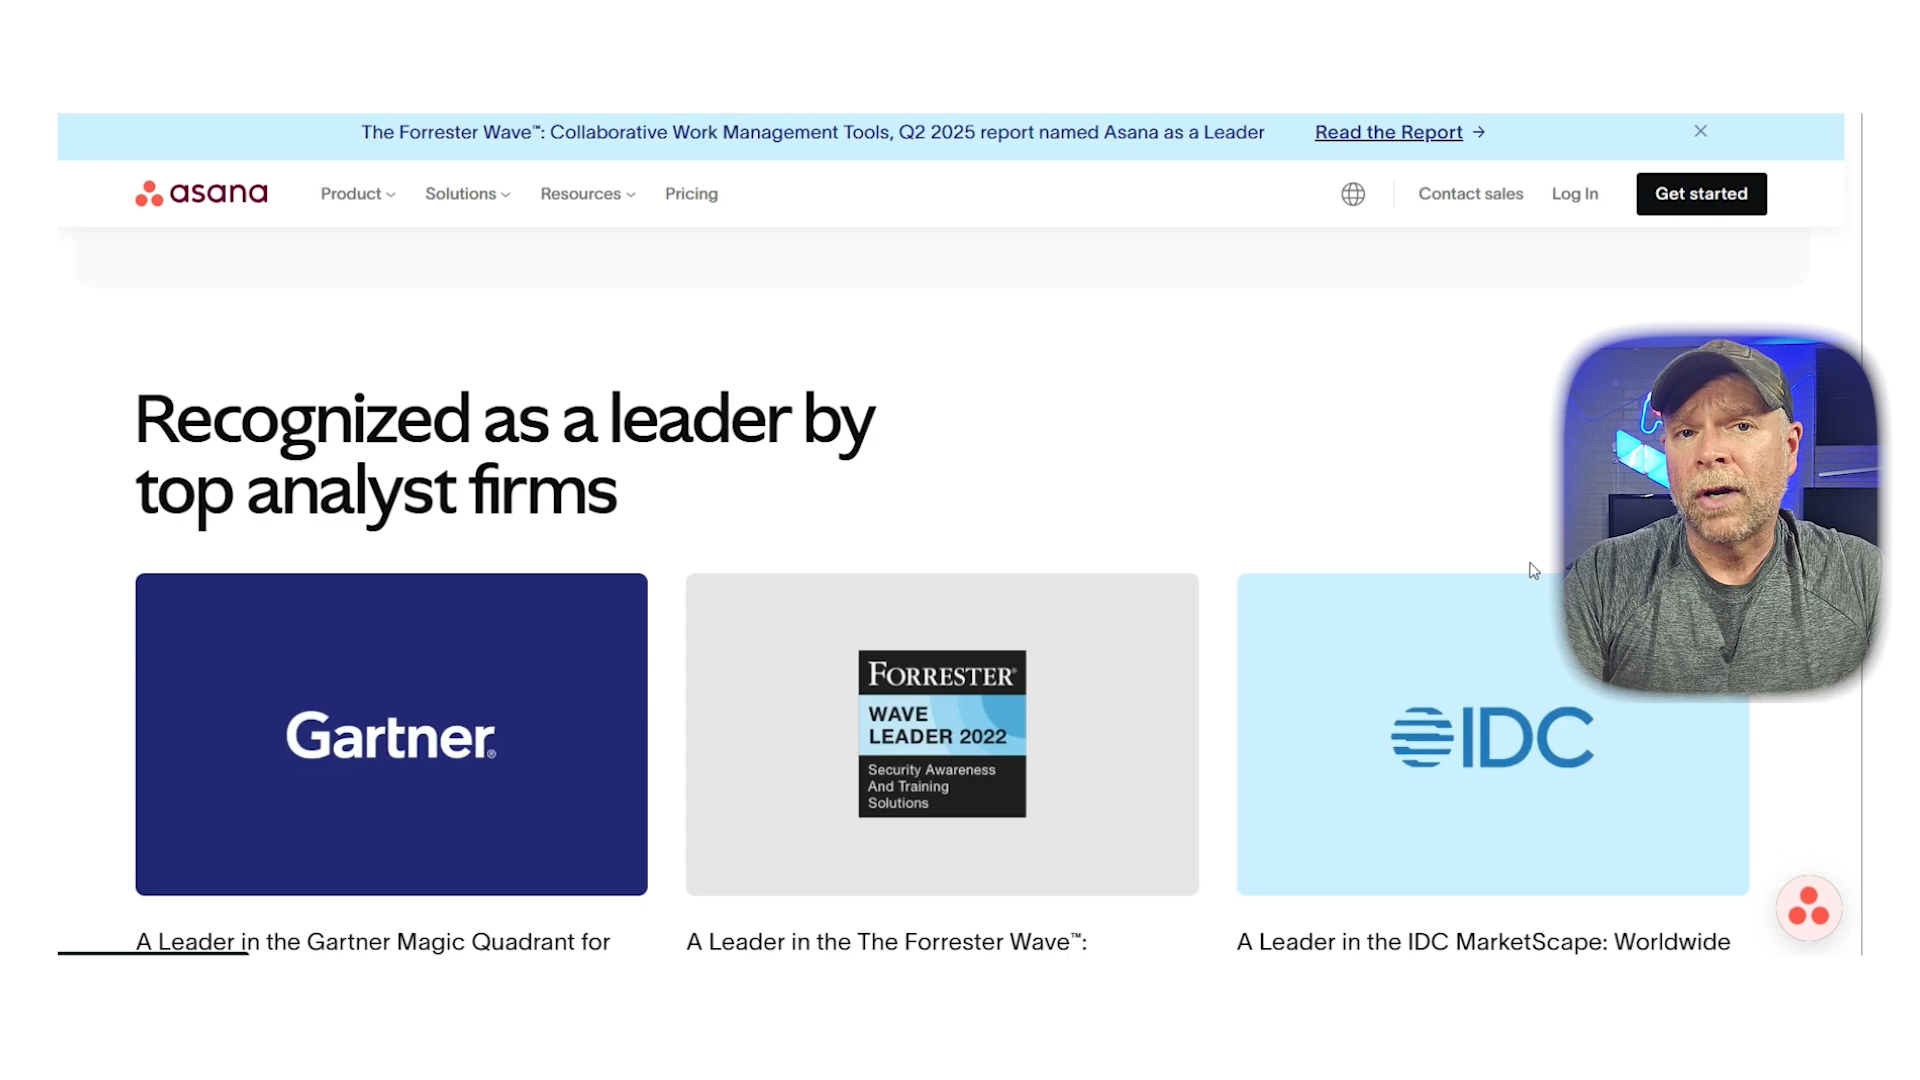 The Forrester Wave™: Collaborative Work Management Tools, Q2 2025 report named Asana as a Leader Read the Report →
asana Product Solutions Resources Pricing Contact sales Log In Get started
Recognized as a leader by
top analyst firms
Gartner®
FORRESTER®
WAVE
LEADER 2022
Security Awareness
And Training
Solutions
IDC
A Leader in the Gartner Magic Quadrant for
A Leader in the The Forrester Wave™:
A Leader in the IDC MarketScape: Worldwide